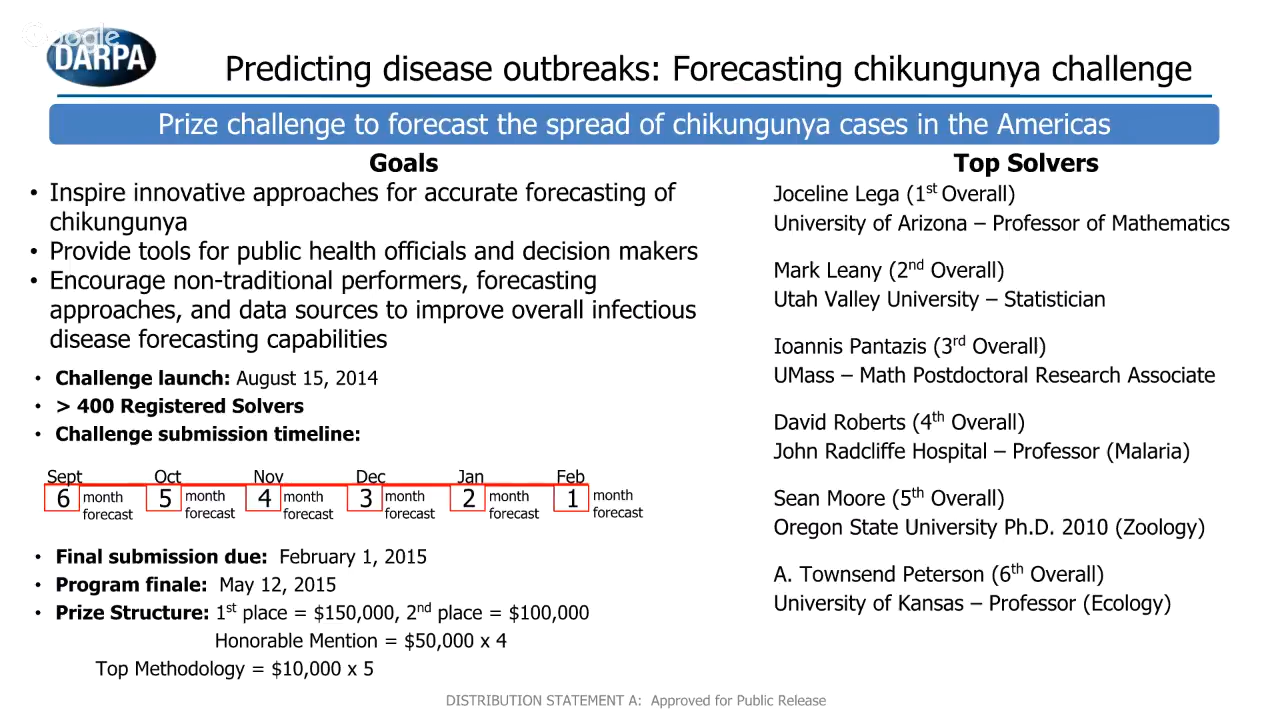 Google
DARPA
Predicting disease outbreaks: Forecasting chikungunya challenge
Prize challenge to forecast the spread of chikungunya cases in the Americas
Goals
• Inspire innovative approaches for accurate forecasting of
chikungunya
• Provide tools for public health officials and decision makers
• Encourage non-traditional performers, forecasting
approaches, and data sources to improve overall infectious
disease forecasting capabilities
• Challenge launch: August 15, 2014
• > 400 Registered Solvers
• Challenge submission timeline:
Sept Oct Nov Dec Jan Feb
6 month forecast 5 month forecast 4 month forecast 3 month forecast 2 month forecast 1 month forecast
• Final submission due: February 1, 2015
• Program finale: May 12, 2015
• Prize Structure: 1st place = $150,000, 2nd place = $100,000
Honorable Mention = $50,000 x 4
Top Methodology = $10,000 x 5
Top Solvers
Joceline Lega (1st Overall)
University of Arizona – Professor of Mathematics
Mark Leany (2nd Overall)
Utah Valley University – Statistician
Ioannis Pantazis (3rd Overall)
UMass – Math Postdoctoral Research Associate
David Roberts (4th Overall)
John Radcliffe Hospital – Professor (Malaria)
Sean Moore (5th Overall)
Oregon State University Ph.D. 2010 (Zoology)
A. Townsend Peterson (6th Overall)
University of Kansas – Professor (Ecology)
DISTRIBUTION STATEMENT A: Approved for Public Release